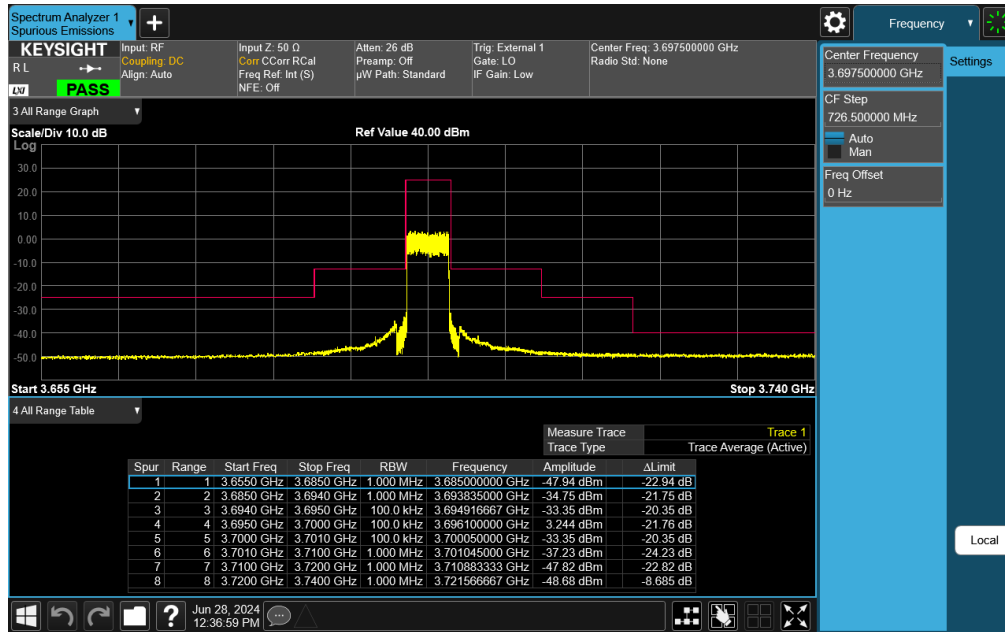 Spectrum Analyzer 1
Spurious Emissions
Frequency
KEYSIGHT
R L
LXI
PASS
Input: RF
Coupling: DC
Align: Auto
Input Z: 50 Ω
Corr CCorr RCal
Freq Ref: Int (S)
NFE: Off
Atten: 26 dB
Preamp: Off
µW Path: Standard
Trig: External 1
Gate: LO
IF Gain: Low
Center Freq: 3.697500000 GHz
Radio Std: None
Center Frequency
3.697500000 GHz
Settings
CF Step
726.500000 MHz
Auto
Man
Freq Offset
0 Hz
Local
3 All Range Graph
Scale/Div 10.0 dB
Ref Value 40.00 dBm
Log
30.0
20.0
10.0
0.00
-10.0
-20.0
-30.0
-40.0
-50.0
Start 3.655 GHz
Stop 3.740 GHz
4 All Range Table
Measure Trace Trace 1
Trace Type Trace Average (Active)
Spur Range Start Freq Stop Freq RBW Frequency Amplitude ΔLimit
1 1 3.6550 GHz 3.6850 GHz 1.000 MHz 3.685000000 GHz -47.94 dBm -22.94 dB
2 2 3.6850 GHz 3.6940 GHz 1.000 MHz 3.693835000 GHz -34.75 dBm -21.75 dB
3 3 3.6940 GHz 3.6950 GHz 100.0 kHz 3.694916667 GHz -33.35 dBm -20.35 dB
4 4 3.6950 GHz 3.7000 GHz 100.0 kHz 3.696100000 GHz 3.244 dBm -21.76 dB
5 5 3.7000 GHz 3.7010 GHz 100.0 kHz 3.700050000 GHz -33.35 dBm -20.35 dB
6 6 3.7010 GHz 3.7100 GHz 1.000 MHz 3.701045000 GHz -37.23 dBm -24.23 dB
7 7 3.7100 GHz 3.7200 GHz 1.000 MHz 3.710883333 GHz -47.82 dBm -22.82 dB
8 8 3.7200 GHz 3.7400 GHz 1.000 MHz 3.721566667 GHz -48.68 dBm -8.685 dB
?
Jun 28, 2024
12:36:59 PM